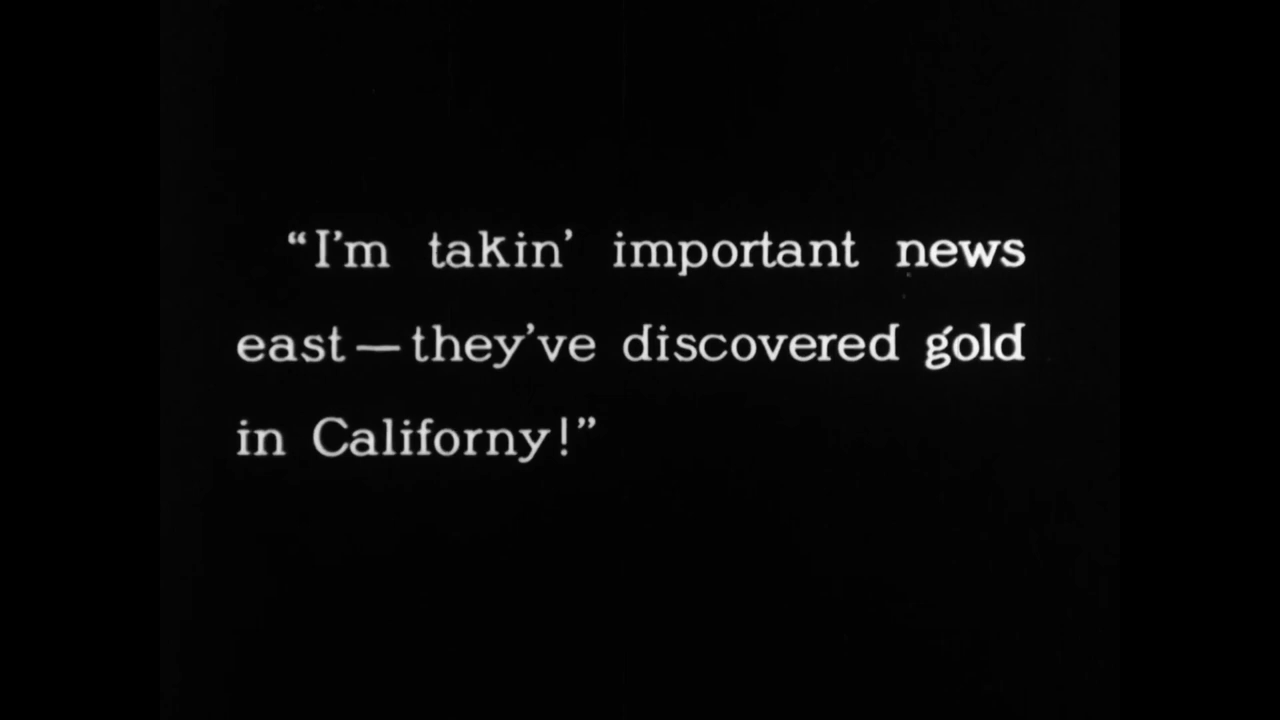 “I’m takin’ important news
east—they’ve discovered gold
in Californy!”